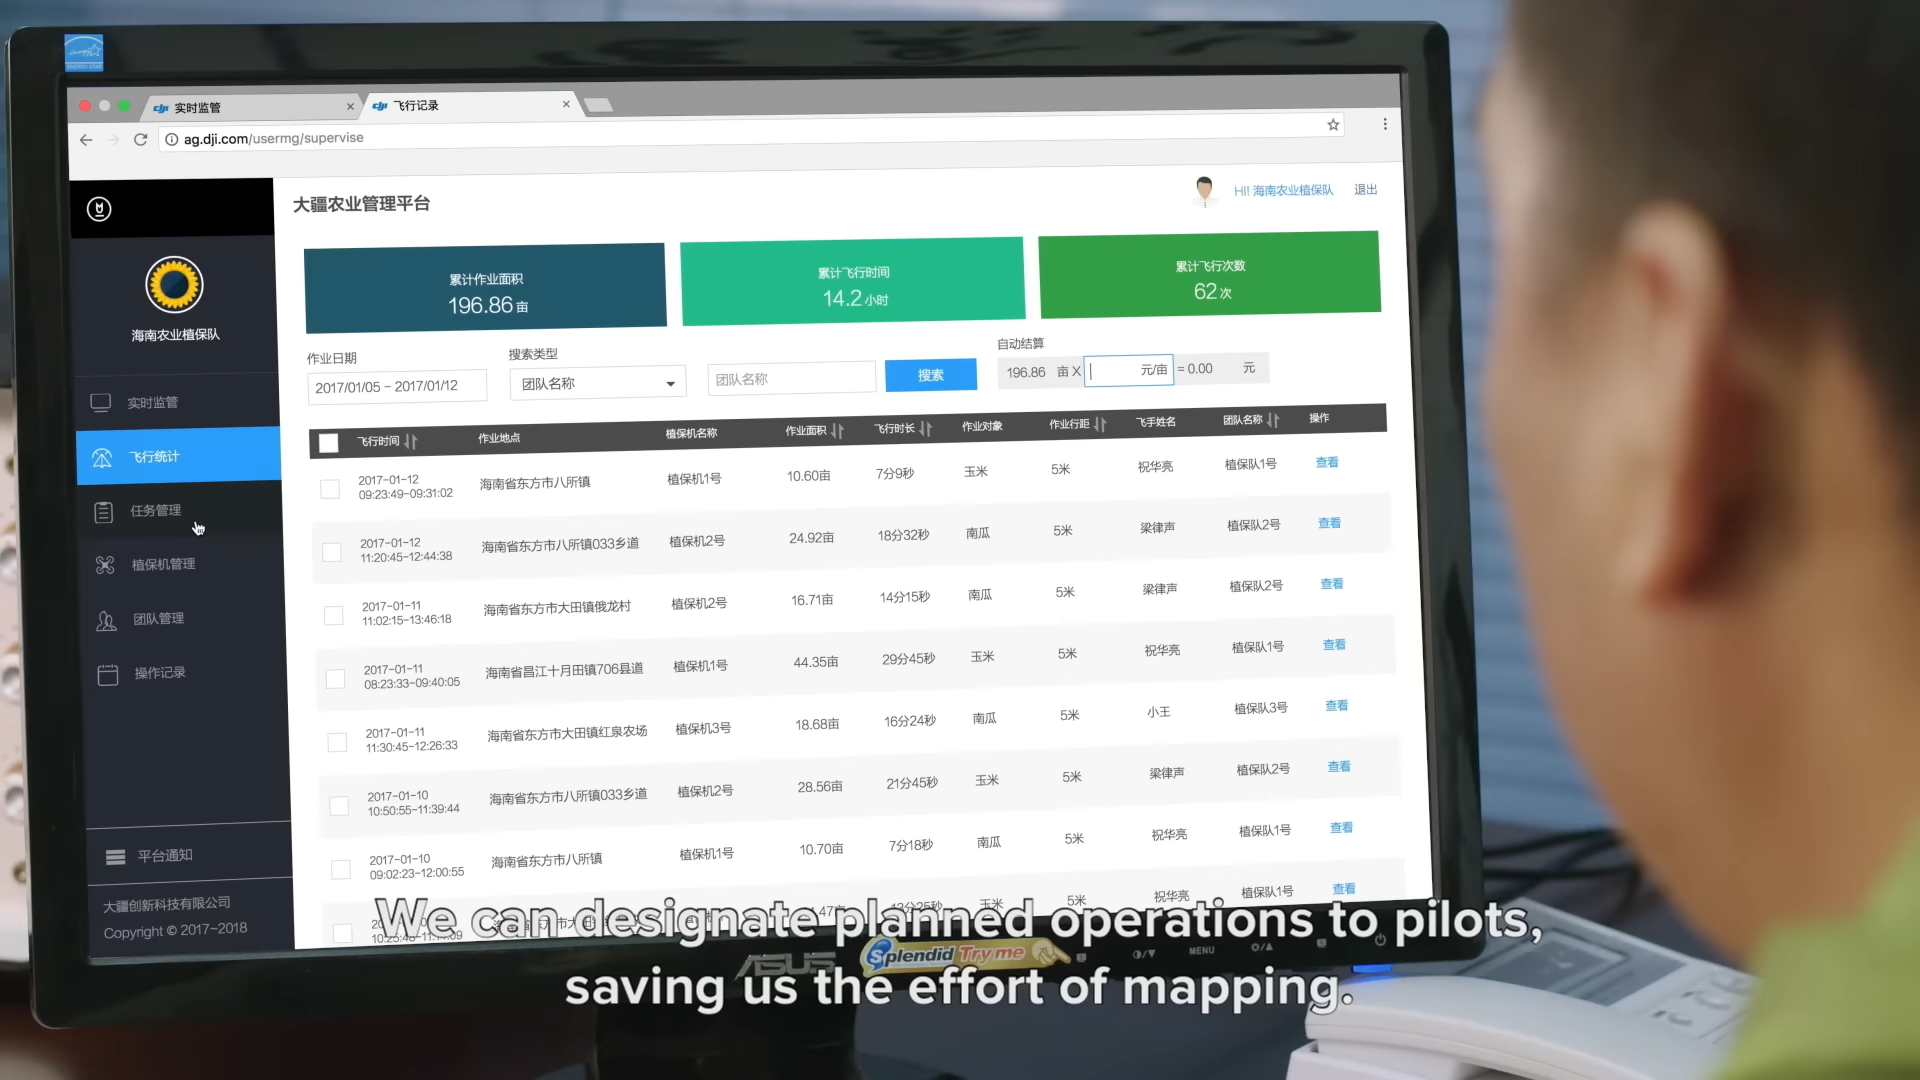 实时监管
飞行记录
ag.dji.com/usermg/supervise
大疆农业管理平台
HI! 海南农业植保队 退出
海南农业植保队
实时监管
飞行统计
任务管理
植保机管理
团队管理
操作记录
平台通知
大疆创新科技有限公司
Copyright © 2017-2018
累计作业面积
196.86 亩
累计飞行时间
14.2 小时
累计飞行次数
62 次
作业日期
2017/01/05 - 2017/01/12
搜索类型
团队名称
团队名称
搜索
自动结算
196.86 亩 X 元/亩 = 0.00 元
飞行时间 作业地点 植保机名称 作业面积 飞行时长 作业对象 作业行距 飞手姓名 团队名称 操作
2017-01-12 09:23:49-09:31:02 海南省东方市八所镇 植保机1号 10.60亩 7分9秒 玉米 5米 祝华亮 植保队1号 查看
2017-01-12 11:20:45-12:44:38 海南省东方市八所镇033乡道 植保机2号 24.92亩 18分32秒 南瓜 5米 梁律声 植保队2号 查看
2017-01-11 11:02:15-13:46:18 海南省东方市大田镇俄龙村 植保机2号 16.71亩 14分15秒 南瓜 5米 梁律声 植保队2号 查看
2017-01-11 08:23:33-09:40:05 海南省昌江十月田镇706县道 植保机1号 44.35亩 29分45秒 玉米 5米 祝华亮 植保队1号 查看
2017-01-11 11:30:45-12:26:33 海南省东方市大田镇红泉农场 植保机3号 18.68亩 16分24秒 南瓜 5米 小王 植保队3号 查看
2017-01-10 10:50:55-11:39:44 海南省东方市八所镇033乡道 植保机2号 28.56亩 21分45秒 玉米 5米 梁律声 植保队2号 查看
2017-01-10 09:02:23-12:00:55 海南省东方市八所镇 植保机1号 10.70亩 7分18秒 南瓜 5米 祝华亮 植保队1号 查看
玉米 5米 祝华亮 植保队1号 查看
We can designate planned operations to pilots,
saving us the effort of mapping.
ASUS
Splendid Try me
MENU